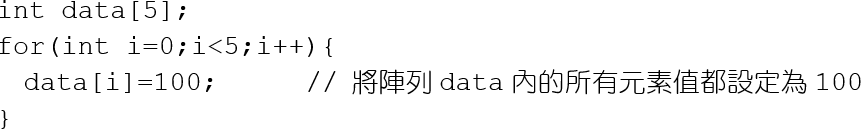 int data[5];
for(int i=0;i<5;i++){
  data[i]=100;      // 將陣列 data 內的所有元素值都設定為 100
}